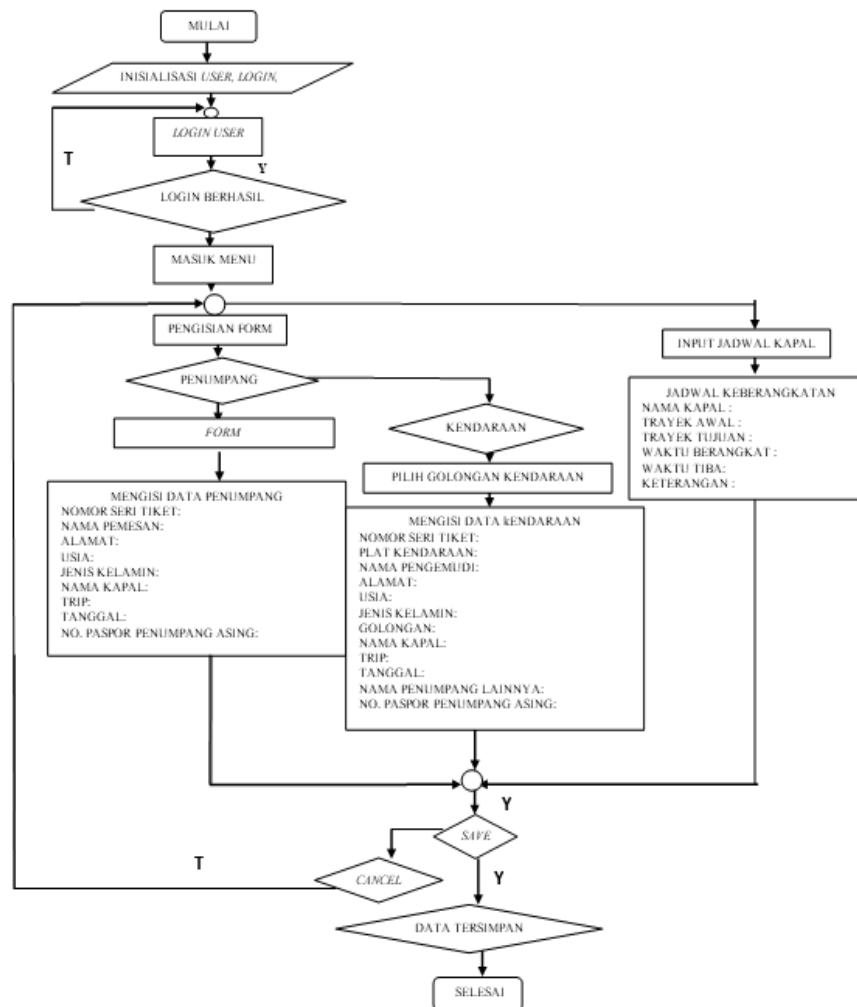 MULAI
INISIALISASI USER, LOGIN,
LOGIN USER
T
Y
LOGIN BERHASIL
MASUK MENU
PENGISIAN FORM
INPUT JADWAL KAPAL
PENUMPANG
JADWAL KEBERANGKATAN
NAMA KAPAL :
TRAYEK AWAL :
TRAYEK TUJUAN :
WAKTU BERANGKAT :
WAKTU TIBA:
KETERANGAN :
FORM
KENDARAAN
PILIH GOLONGAN KENDARAAN
MENGISI DATA PENUMPANG
NOMOR SERI TIKET:
NAMA PEMESAN:
ALAMAT:
USIA:
JENIS KELAMIN:
NAMA KAPAL:
TRIP:
TANGGAL:
NO. PASPOR PENUMPANG ASING:
MENGISI DATA kENDARAAN
NOMOR SERI TIKET:
PLAT KENDARAAN:
NAMA PENGEMUDI:
ALAMAT:
USIA:
JENIS KELAMIN:
GOLONGAN:
NAMA KAPAL:
TRIP:
TANGGAL:
NAMA PENUMPANG LAINNYA:
NO. PASPOR PENUMPANG ASING:
Y
SAVE
T
CANCEL
Y
DATA TERSIMPAN
SELESAI